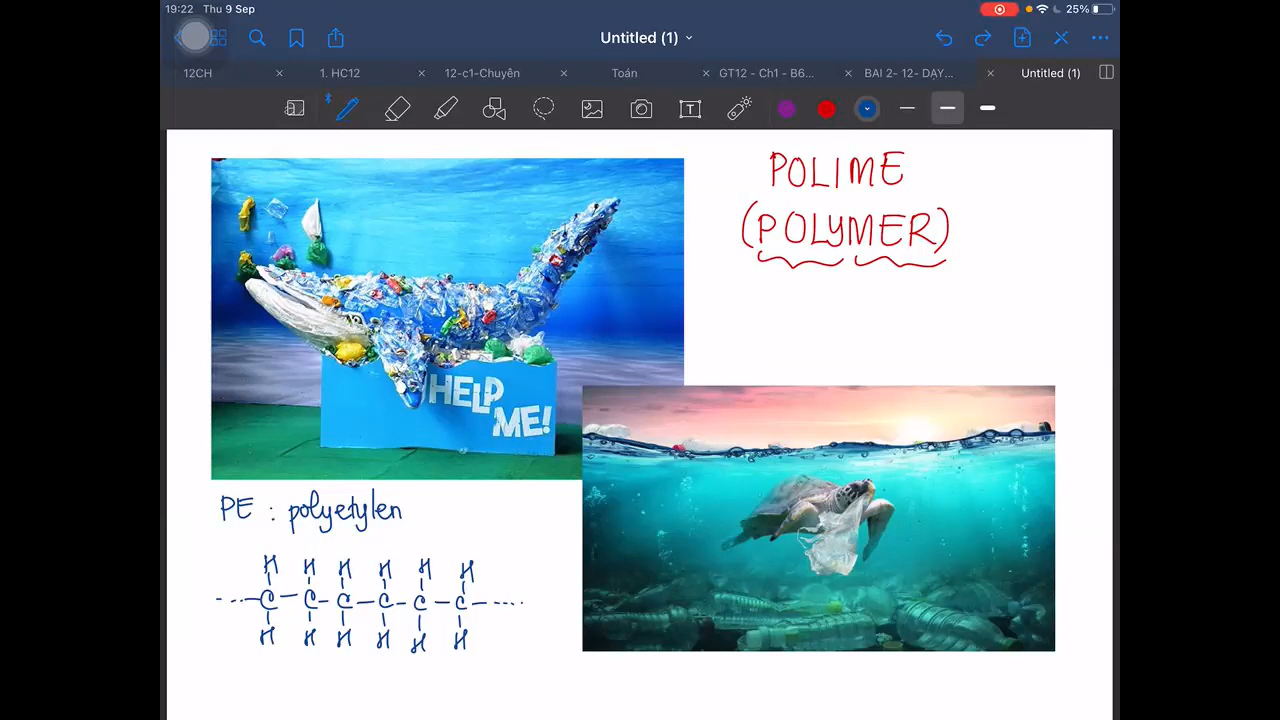 19:22 Thu 9 Sep
25%
Untitled (1)
12CH
1. HC12
12-c1-Chuyên
Toán
GT12 - Ch1 - B6...
BAI 2- 12- DAY...
Untitled (1)
T
POLIME
(POLYMER)
HELP
ME!
PE : polyetylen
H H H H H H
---C-C-C-C-C-C----
H H H H H H